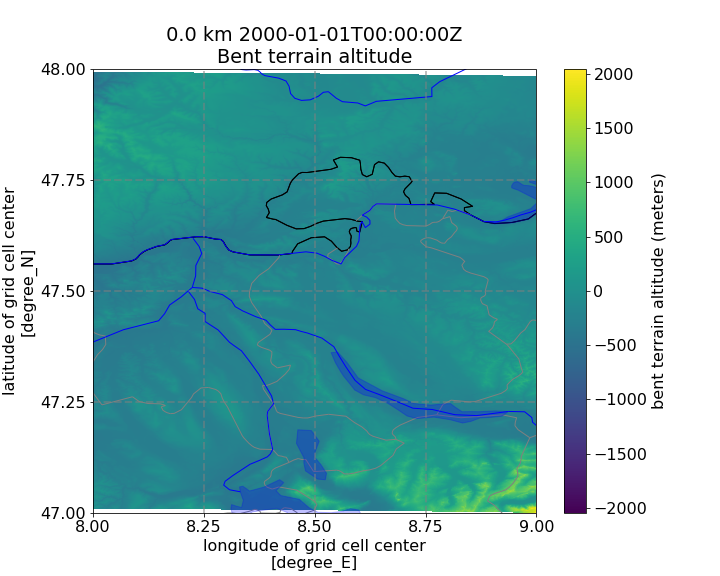 0.0 km 2000-01-01T00:00:00Z
Bent terrain altitude
48.00
47.75
47.50
47.25
47.00
8.00
8.25
8.50
8.75
9.00
latitude of grid cell center
[degree_N]
longitude of grid cell center
[degree_E]
2000
1500
1000
500
0
−500
−1000
−1500
−2000
bent terrain altitude (meters)